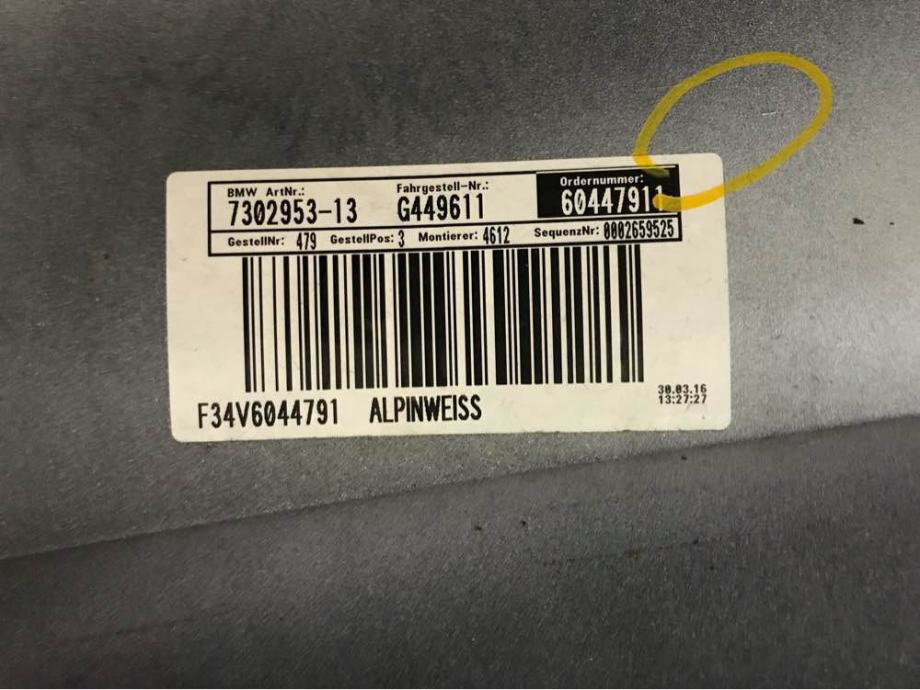 BMW ArtNr.: Fahrgestell-Nr.: Ordernummer:
7302953-13 G449611 60447911
GestellNr: 479 GestellPos: 3 Montierer: 4612 SequenzNr: 0002659525
F34V6044791 ALPINWEISS
30.03.16
13:27:27